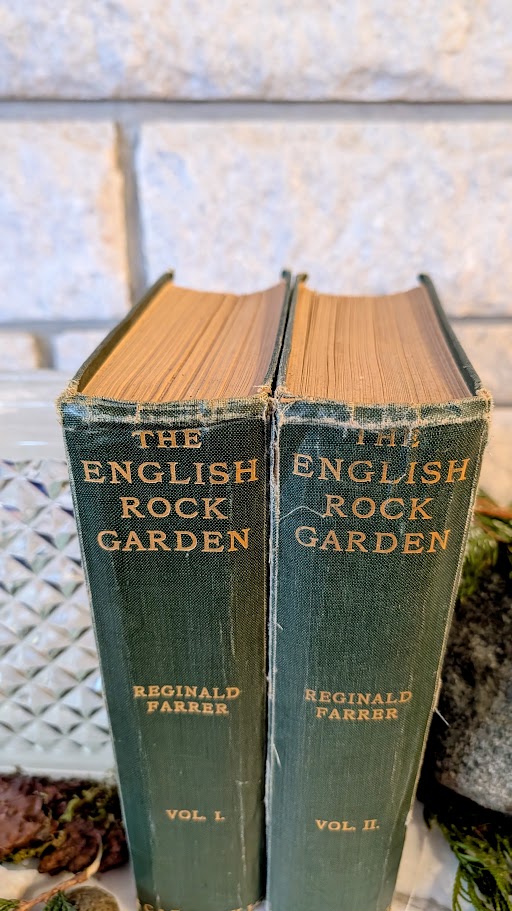 THE
ENGLISH
ROCK
GARDEN
REGINALD
FARRER
VOL. I.
THE
ENGLISH
ROCK
GARDEN
REGINALD
FARRER
VOL. II.